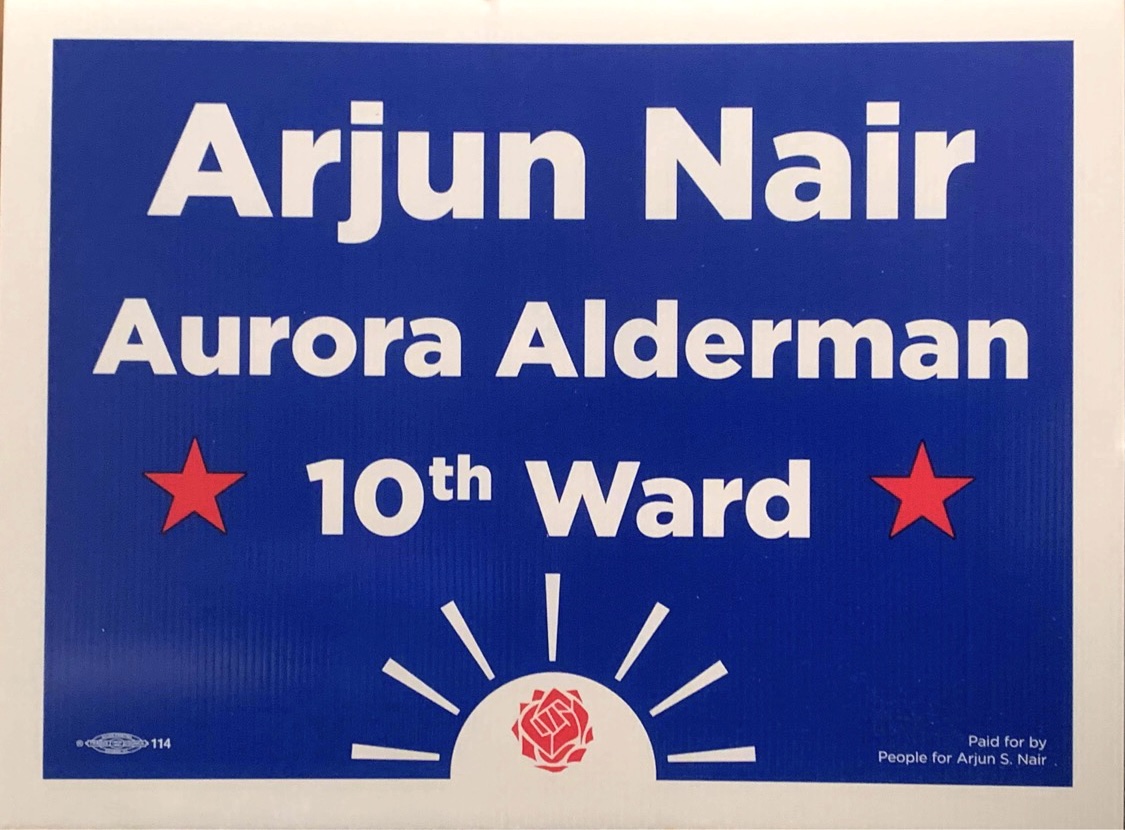 Arjun Nair
Aurora Alderman
10th Ward
® 114
Paid for by
People for Arjun S. Nair